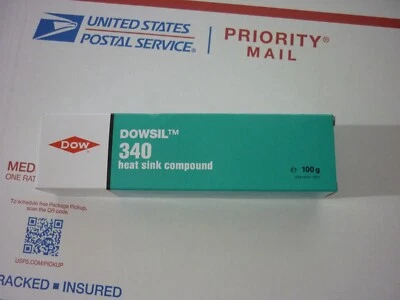 UNITED STATES
POSTAL SERVICE®
PRIORITY®
MAIL
DOW
DOWSIL™
340
heat sink compound
℮ 100g
MED
ONE RAT
To schedule free Package Pickup,
scan the QR code.
USPS.COM/PICKUP
RACKED ▪ INSURED